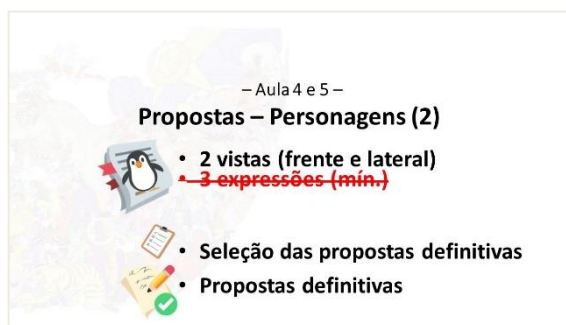 – Aula 4 e 5 –
Propostas – Personagens (2)
• 2 vistas (frente e lateral)
• 3 expressões (mín.)
• Seleção das propostas definitivas
• Propostas definitivas